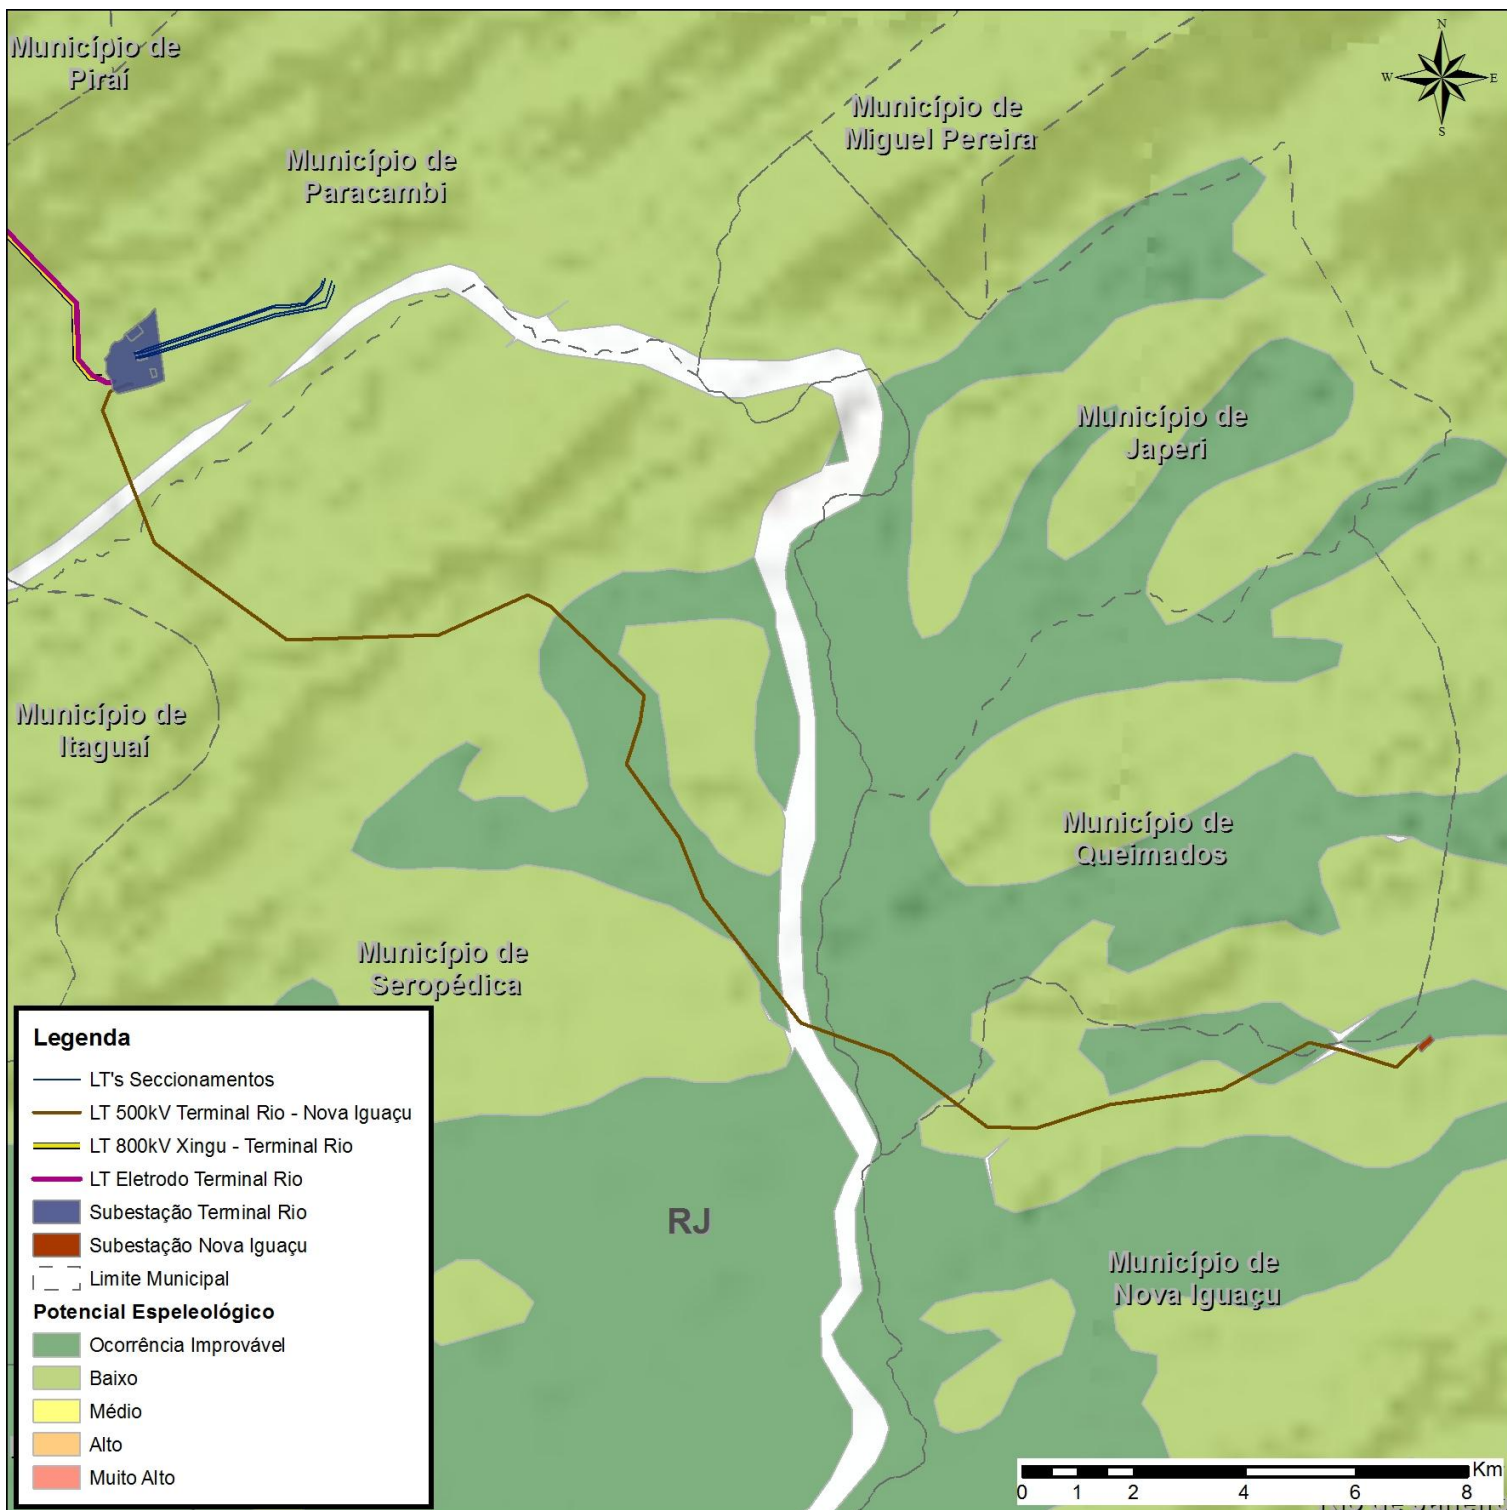 Município de
Piraí
Município de
Paracambi
Município de
Miguel Pereira
N
W
E
S
Município de
Japeri
Município de
Itaguaí
Município de
Queimados
Município de
Seropédica
RJ
Município de
Nova Iguaçu
Legenda
LT's Seccionamentos
LT 500kV Terminal Rio - Nova Iguaçu
LT 800kV Xingu - Terminal Rio
LT Eletrodo Terminal Rio
Subestação Terminal Rio
Subestação Nova Iguaçu
Limite Municipal
Potencial Espeleológico
Ocorrência Improvável
Baixo
Médio
Alto
Muito Alto
Km
0 1 2 4 6 8